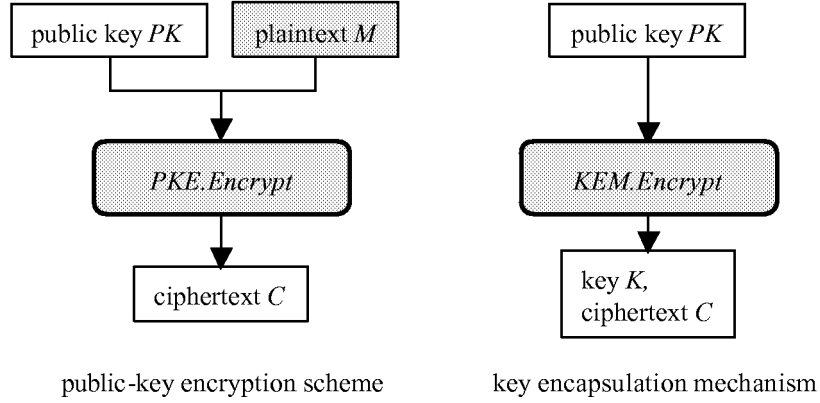 public key PK
plaintext M
public key PK
PKE.Encrypt
KEM.Encrypt
ciphertext C
key K,
ciphertext C
public-key encryption scheme
key encapsulation mechanism